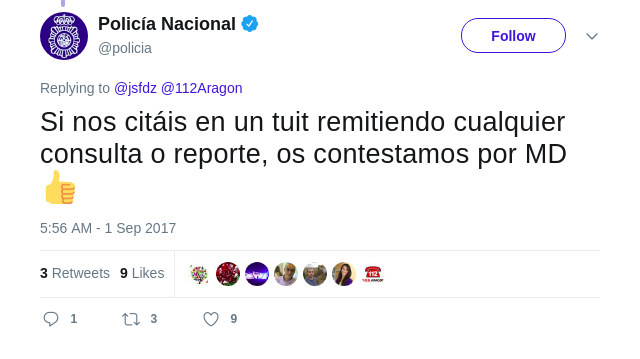 Policía Nacional
@policia
Follow
Replying to @jsfdz @112Aragon
Si nos citáis en un tuit remitiendo cualquier
consulta o reporte, os contestamos por MD
👍
5:56 AM - 1 Sep 2017
3 Retweets 9 Likes
112
1 3 9